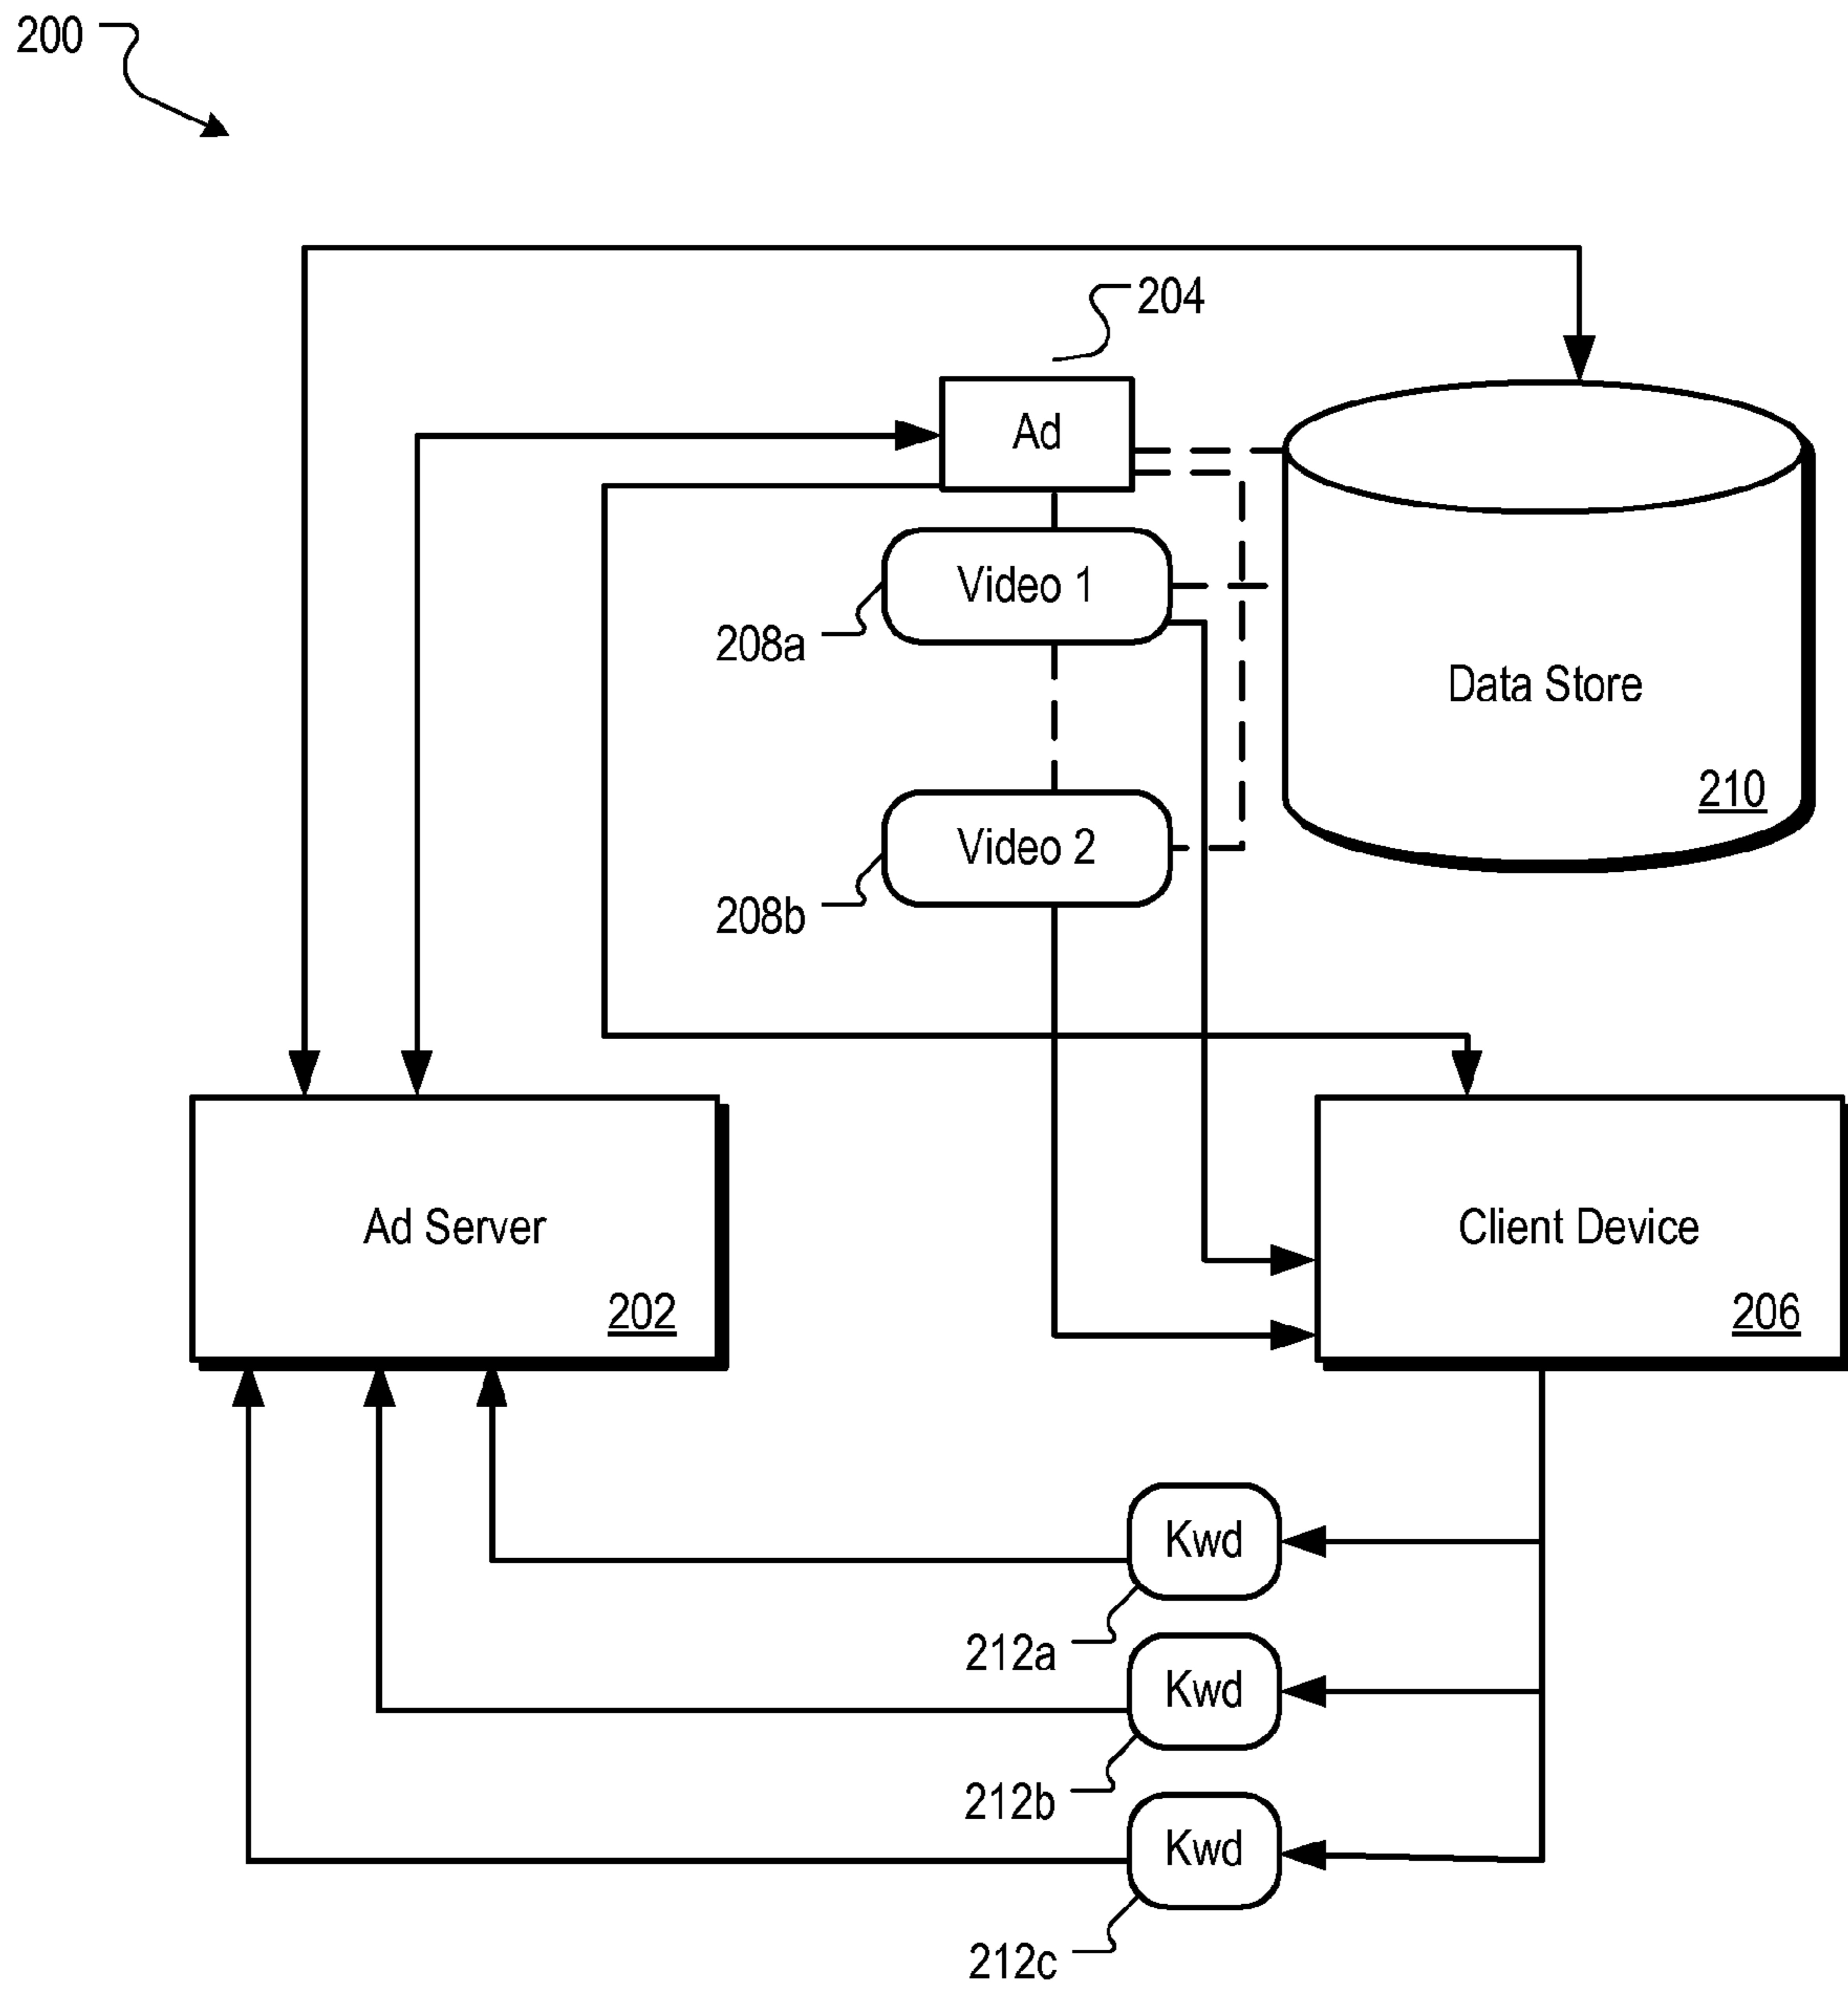 200
204
Ad
Video 1
208a
Data Store
210
Video 2
208b
Ad Server
202
Client Device
206
Kwd
212a
Kwd
212b
Kwd
212c